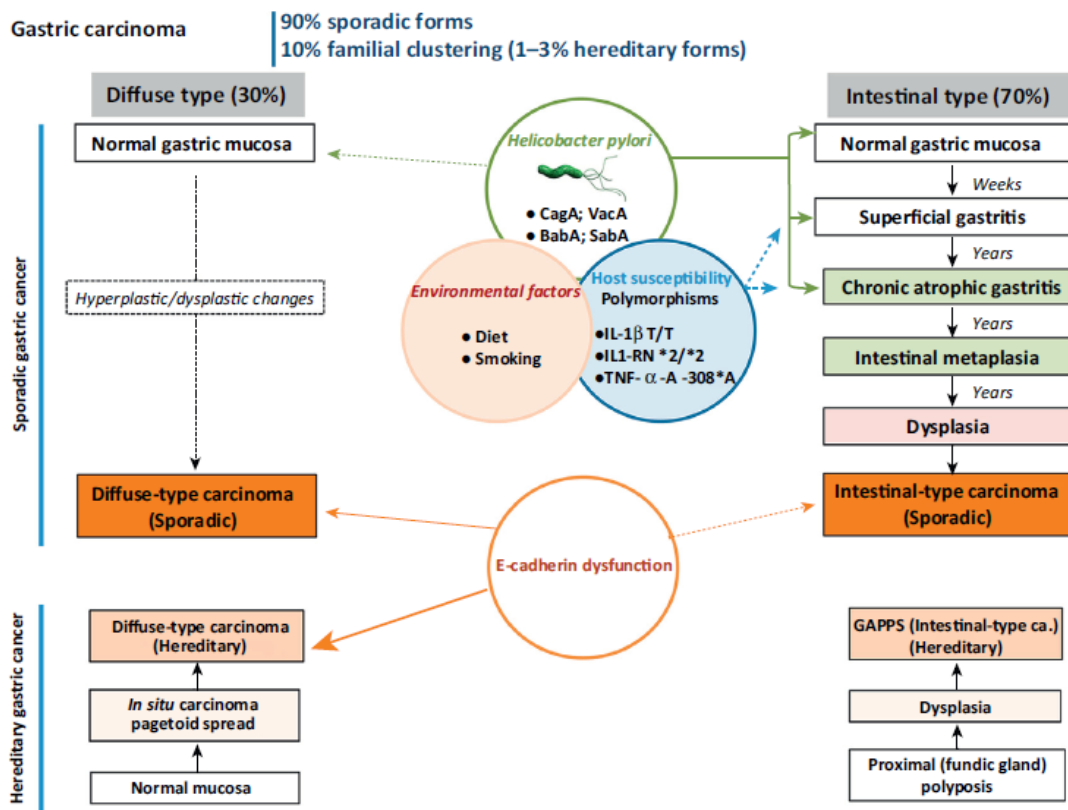 Gastric carcinoma
90% sporadic forms
10% familial clustering (1–3% hereditary forms)
Diffuse type (30%)
Intestinal type (70%)
Sporadic gastric cancer
Normal gastric mucosa
Hyperplastic/dysplastic changes
Diffuse-type carcinoma
(Sporadic)
Helicobacter pylori
● CagA; VacA
● BabA; SabA
Environmental factors
● Diet
● Smoking
Host susceptibility
Polymorphisms
●IL-1β T/T
●IL1-RN *2/*2
●TNF- α -A -308*A
Normal gastric mucosa
Weeks
Superficial gastritis
Years
Chronic atrophic gastritis
Years
Intestinal metaplasia
Years
Dysplasia
Intestinal-type carcinoma
(Sporadic)
E-cadherin dysfunction
Hereditary gastric cancer
Diffuse-type carcinoma
(Hereditary)
In situ carcinoma
pagetoid spread
Normal mucosa
GAPPS (Intestinal-type ca.)
(Hereditary)
Dysplasia
Proximal (fundic gland)
polyposis